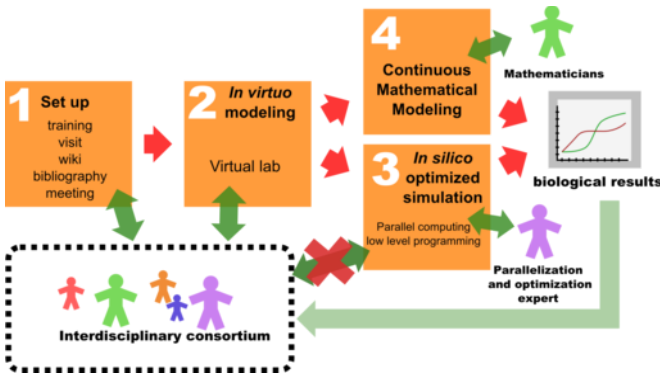 1
Set up
training
visit
wiki
bibliography
meeting
2
In virtuo
modeling
Virtual lab
4
Continuous
Mathematical
Modeling
Mathematicians
3
In silico
optimized
simulation
Parallel computing
low level programming
biological results
Parallelization
and optimization
expert
Interdisciplinary consortium